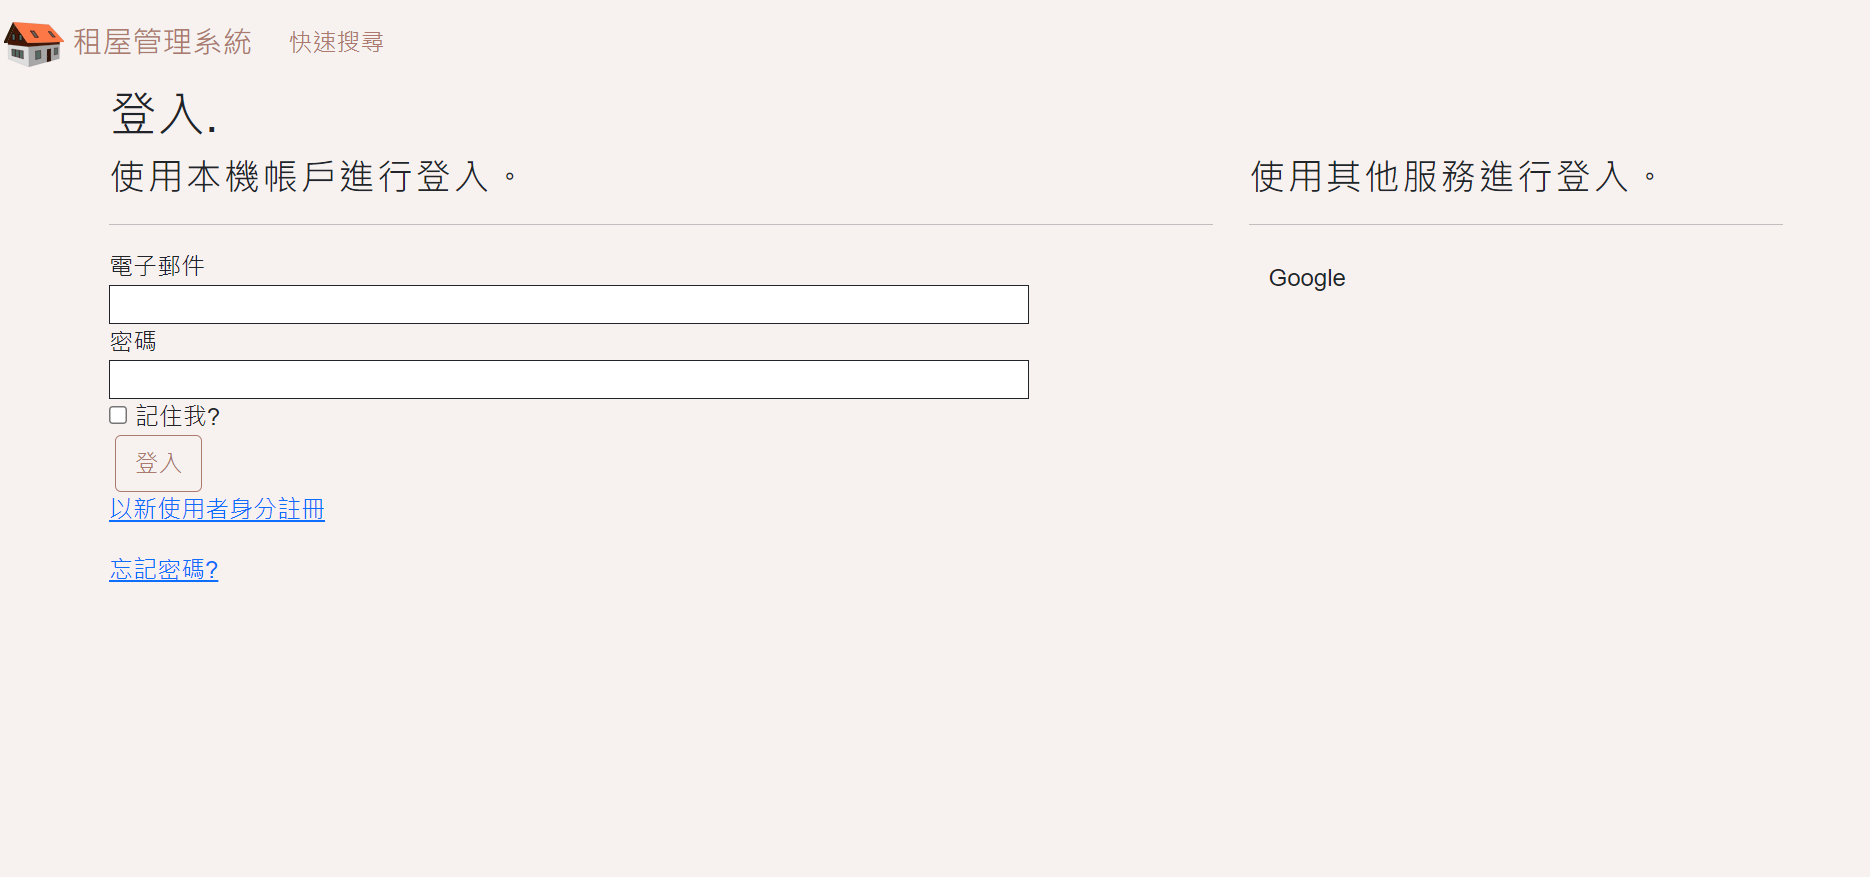 租屋管理系統 快速搜尋
登入.
使用本機帳戶進行登入。
電子郵件
密碼
記住我?
登入
以新使用者身分註冊
忘記密碼?
使用其他服務進行登入。
Google